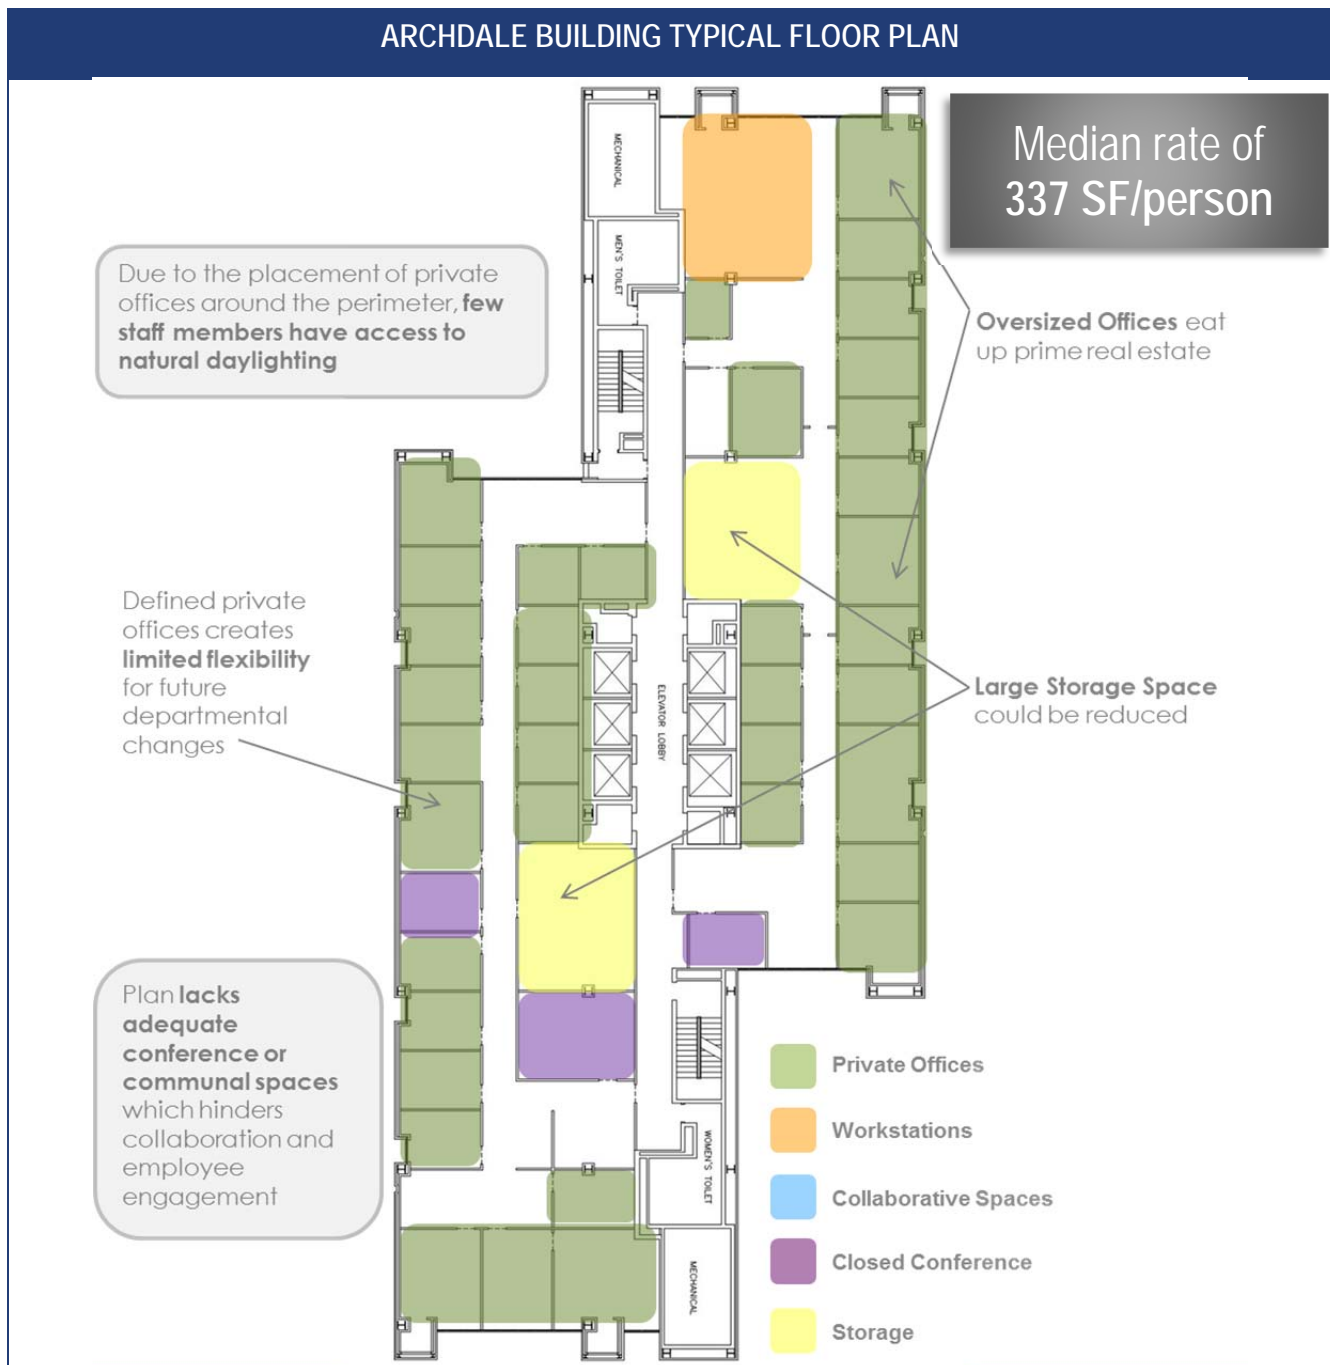 ARCHDALE BUILDING TYPICAL FLOOR PLAN
Median rate of
337 SF/person
MECHANICAL
MEN'S TOILET
Due to the placement of private
offices around the perimeter, few
staff members have access to
natural daylighting
Oversized Offices eat
up prime real estate
Defined private
offices creates
limited flexibility
for future
departmental
changes
ELEVATOR LOBBY
Large Storage Space
could be reduced
Plan lacks
adequate
conference or
communal spaces
which hinders
collaboration and
employee
engagement
WOMEN'S TOILET
MECHANICAL
Private Offices
Workstations
Collaborative Spaces
Closed Conference
Storage